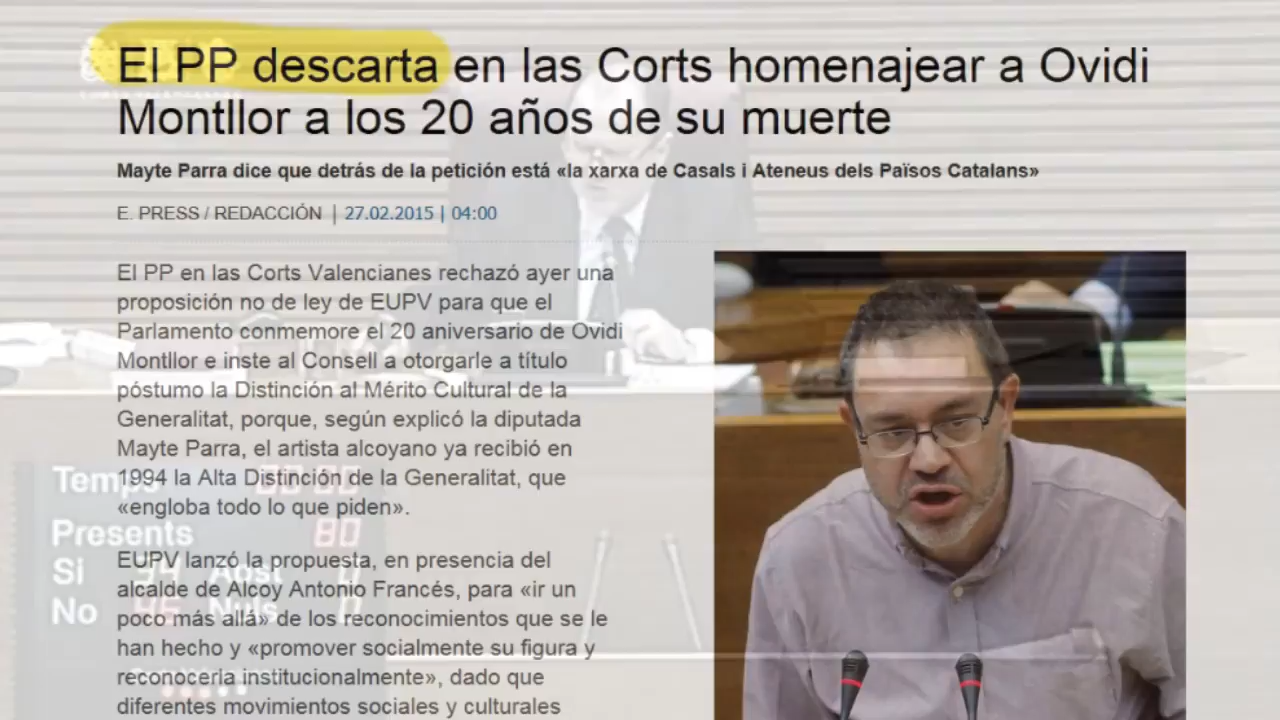 El PP descarta en las Corts homenajear a Ovidi
Montllor a los 20 años de su muerte
Mayte Parra dice que detrás de la petición está «la xarxa de Casals i Ateneus dels Països Catalans»
E. PRESS / REDACCIÓN | 27.02.2015 | 04:00
El PP en las Corts Valencianes rechazó ayer una
proposición no de ley de EUPV para que el
Parlamento conmemore el 20 aniversario de Ovidi
Montllor e inste al Consell a otorgarle a título
póstumo la Distinción al Mérito Cultural de la
Generalitat, porque, según explicó la diputada
Mayte Parra, el artista alcoyano ya recibió en
1994 la Alta Distinción de la Generalitat, que
«engloba todo lo que piden».
EUPV lanzó la propuesta, en presencia del
alcalde de Alcoy Antonio Francés, para «ir un
poco más allá» de los reconocimientos que se le
han hecho y «promover socialmente su figura y
reconocerla institucionalmente», dado que
diferentes movimientos sociales y culturales
Temps 00:00
Presents 80
Si 34 Abst
No 46 Nuls 0